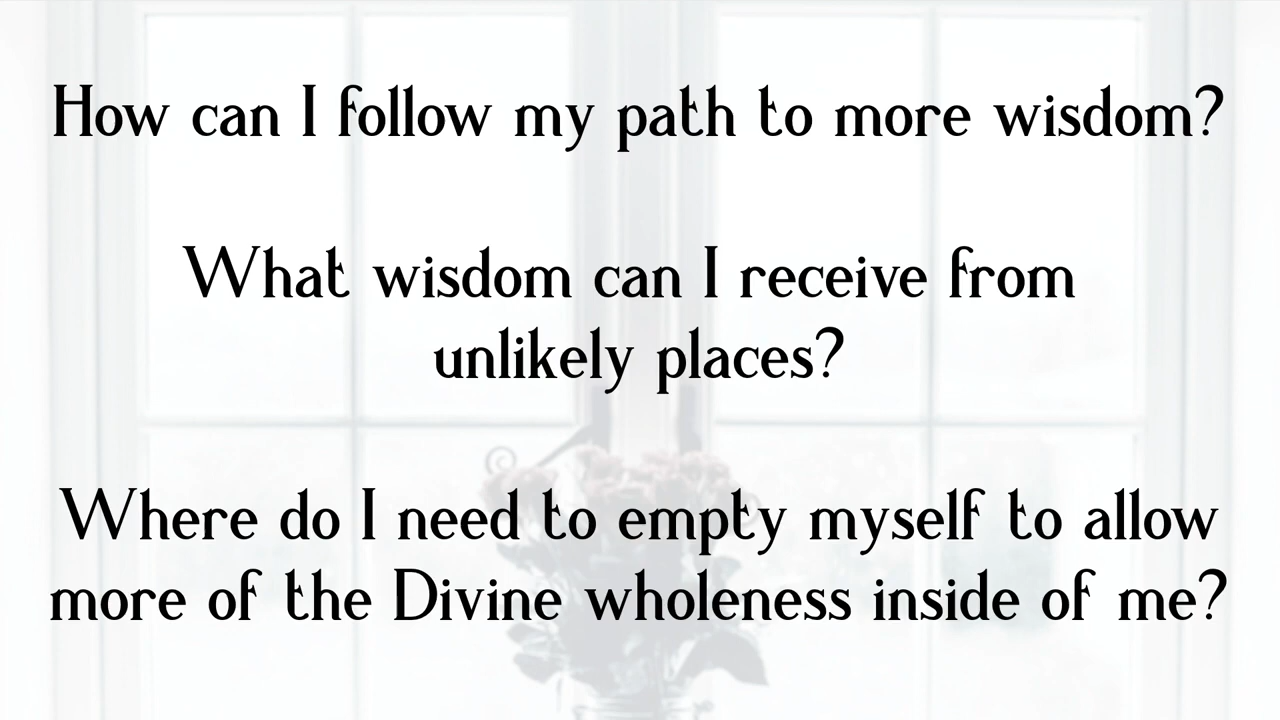 How can I follow my path to more wisdom?
What wisdom can I receive from
unlikely places?
Where do I need to empty myself to allow
more of the Divine wholeness inside of me?